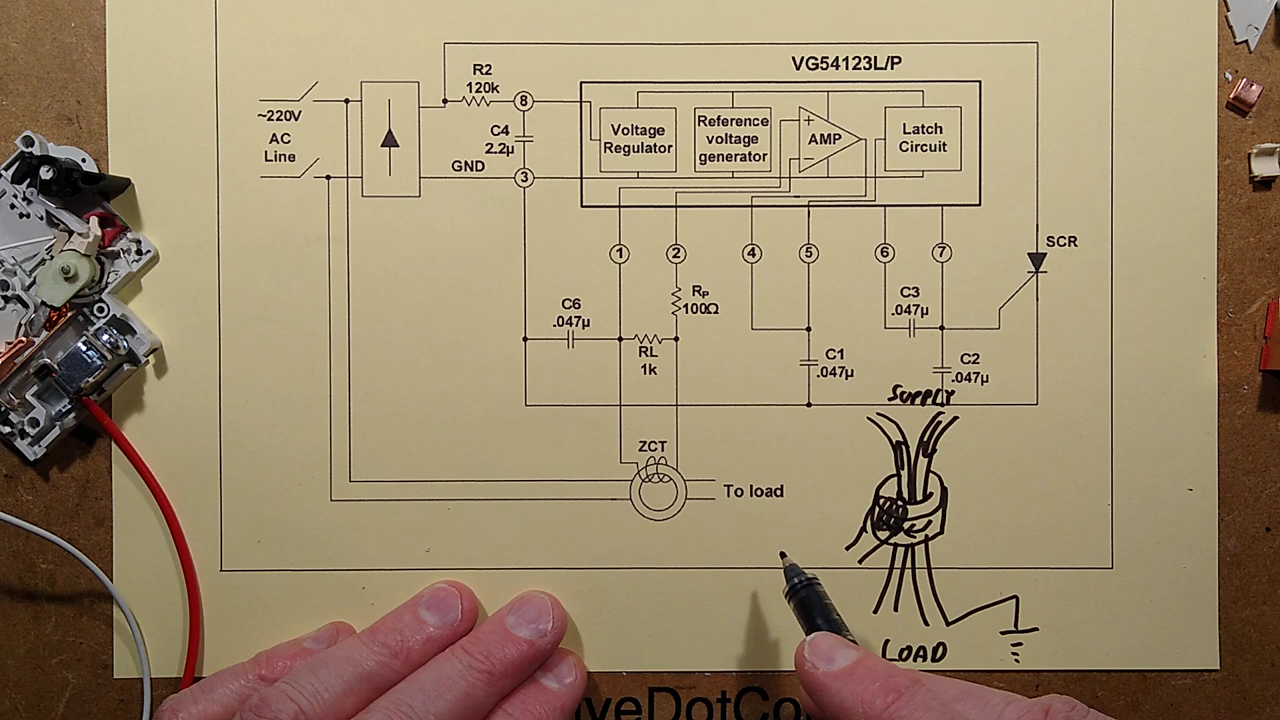 VG54123L/P
R2
120k
8
~220V
AC
Line
C4
2.2µ
GND
3
Voltage
Regulator
Reference
voltage
generator
+
AMP
−
Latch
Circuit
1
2
4
5
6
7
SCR
RP
100Ω
C6
.047µ
RL
1k
C3
.047µ
C1
.047µ
C2
.047µ
SUPPLY
ZCT
To load
LOAD